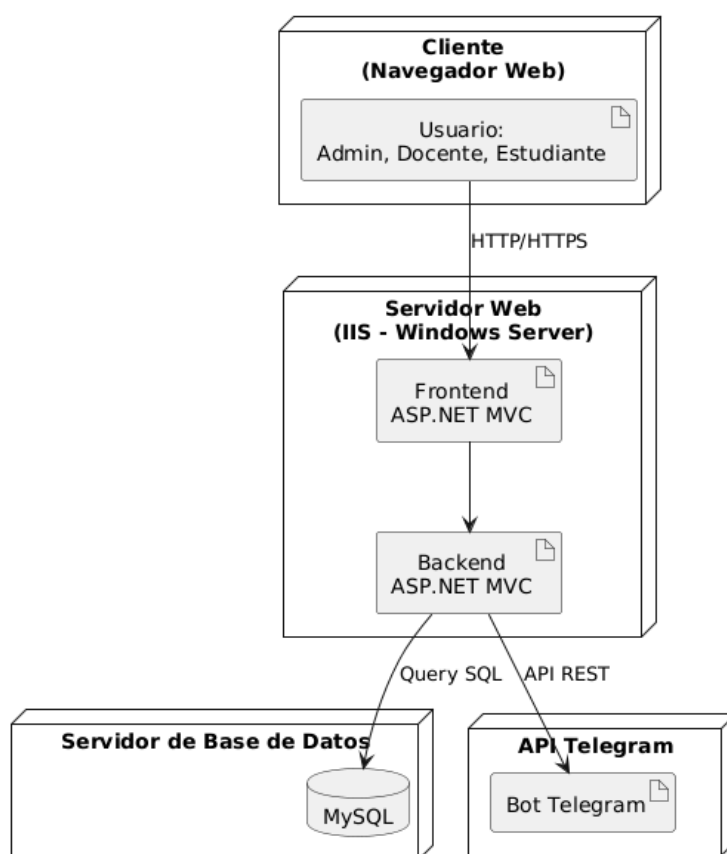 Cliente
(Navegador Web)
Usuario:
Admin, Docente, Estudiante
HTTP/HTTPS
Servidor Web
(IIS - Windows Server)
Frontend
ASP.NET MVC
Backend
ASP.NET MVC
Query SQL
API REST
Servidor de Base de Datos
API Telegram
MySQL
Bot Telegram